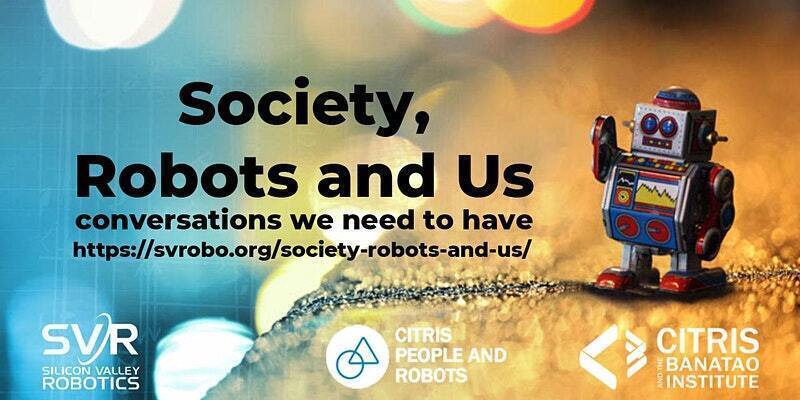 Society,
Robots and Us
conversations we need to have
https://svrobo.org/society-robots-and-us/
SVR
SILICON VALLEY
ROBOTICS
CITRIS
PEOPLE AND
ROBOTS
CITRIS
AND THE
BANATAO
INSTITUTE